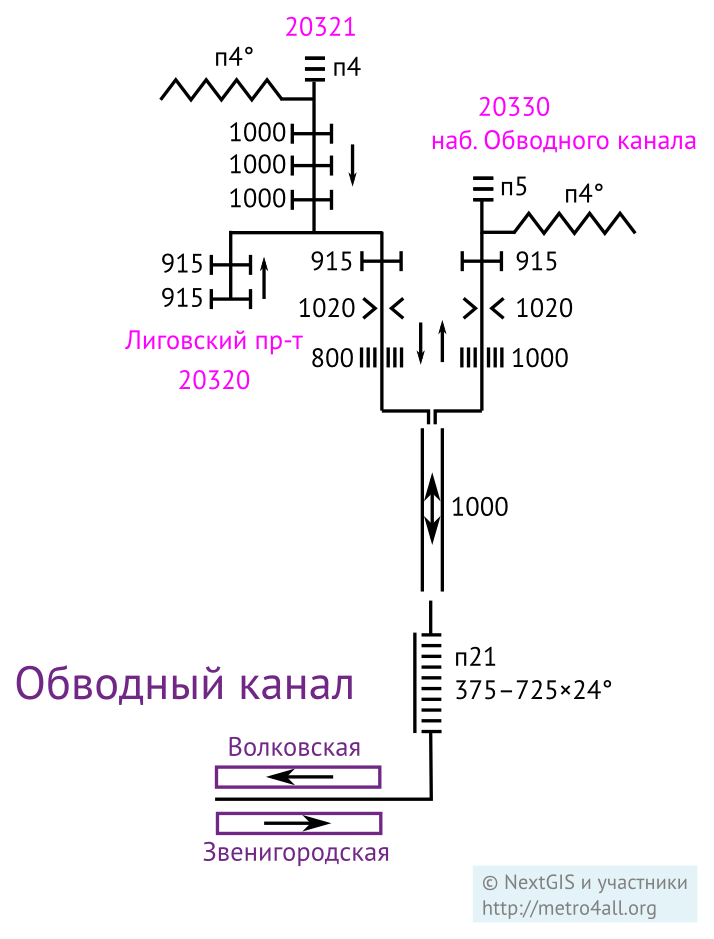 20321
п4°
п4
20330
наб. Обводного канала
1000
1000
1000
п5
п4°
915
915
915
915
1020
1020
Лиговский пр-т
20320
800
1000
1000
п21
375–725×24°
Обводный канал
Волковская
Звенигородская
© NextGIS и участники
http://metro4all.org